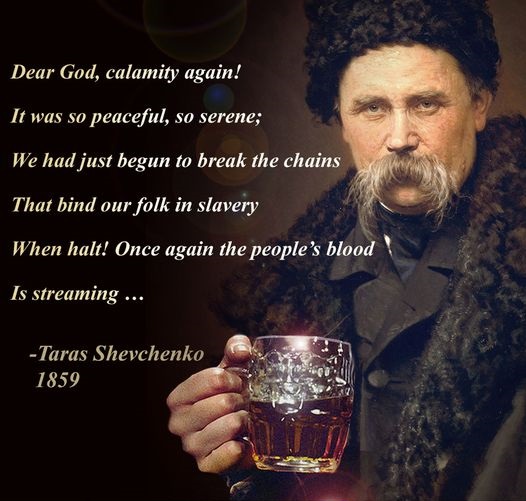 Dear God, calamity again!
It was so peaceful, so serene;
We had just begun to break the chains
That bind our folk in slavery
When halt! Once again the people’s blood
Is streaming …
-Taras Shevchenko
1859